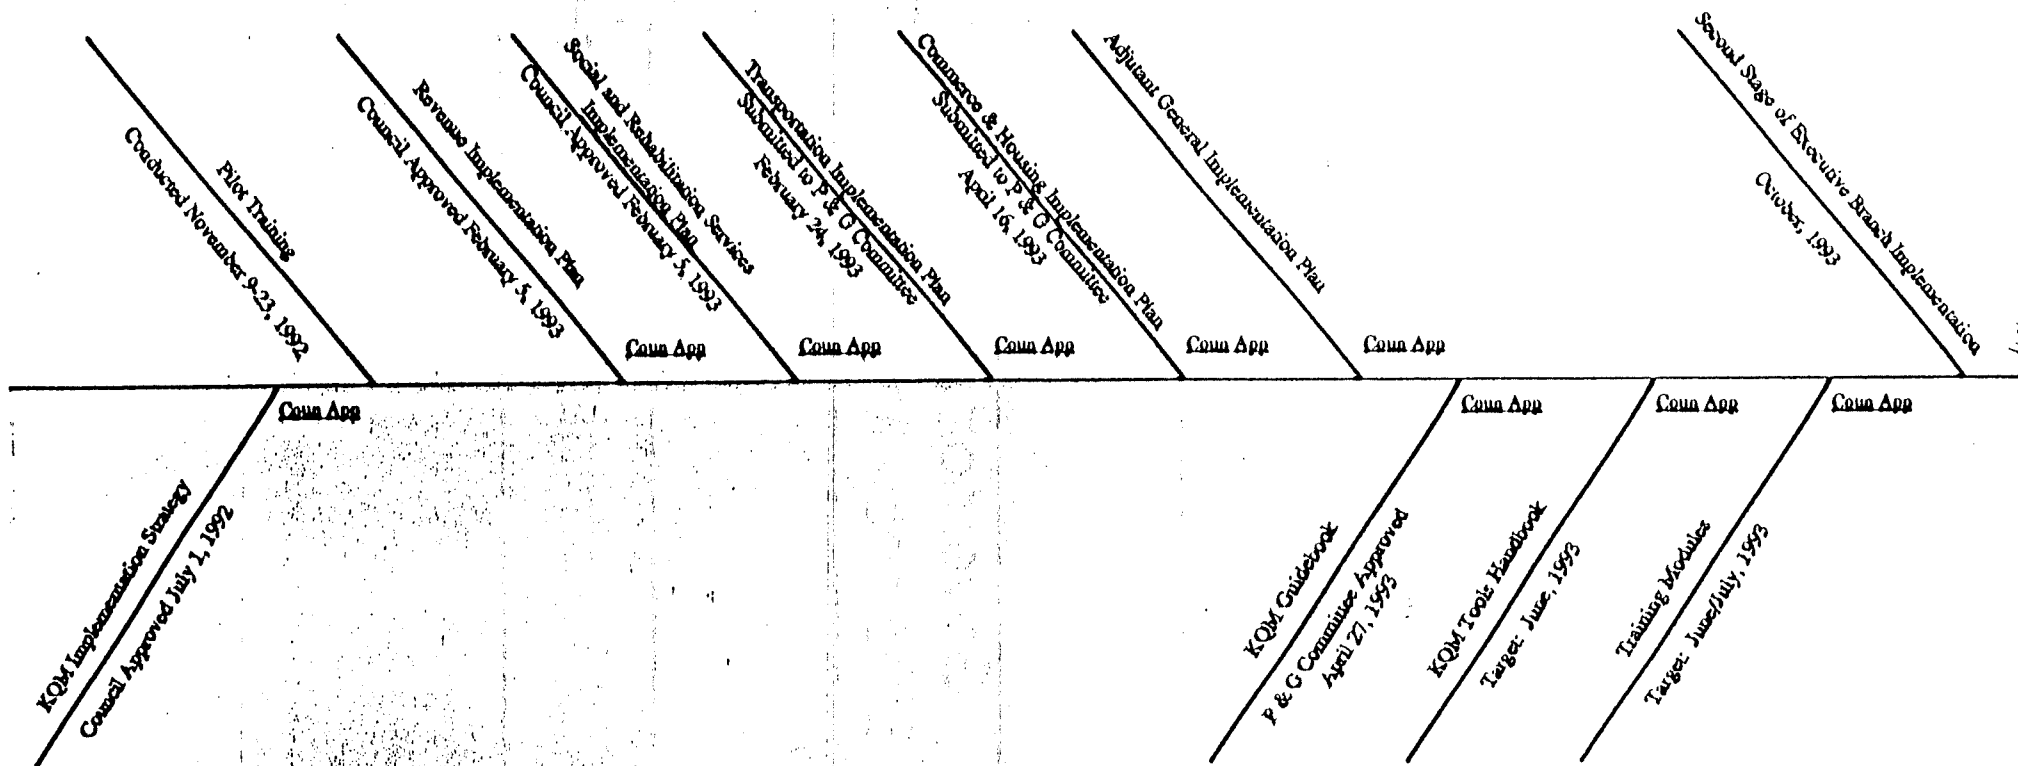 Pilot Training
Conducted November 9-23, 1992
Revenue Implementation Plan
Council Approved February 5, 1993
Social and Rehabilitation Services
Implementation Plan
Council Approved February 5, 1993
Transportation Implementation Plan
Submitted to P & G Committee
February 24, 1993
Commerce & Housing Implementation Plan
Submitted to P & G Committee
April 16, 1993
Adjutant General Implementation Plan
Second Stage of Executive Branch Implementation
October, 1993
Coun App
Coun App
Coun App
Coun App
Coun App
Coun App
Coun App
Coun App
Coun App
KQM Implementation Strategy
Council Approved July 1, 1992
KQM Guidebook
P & G Committee Approved
April 27, 1993
KQM Tools Handbook
Target: June, 1993
Training Modules
Target: June/July, 1993